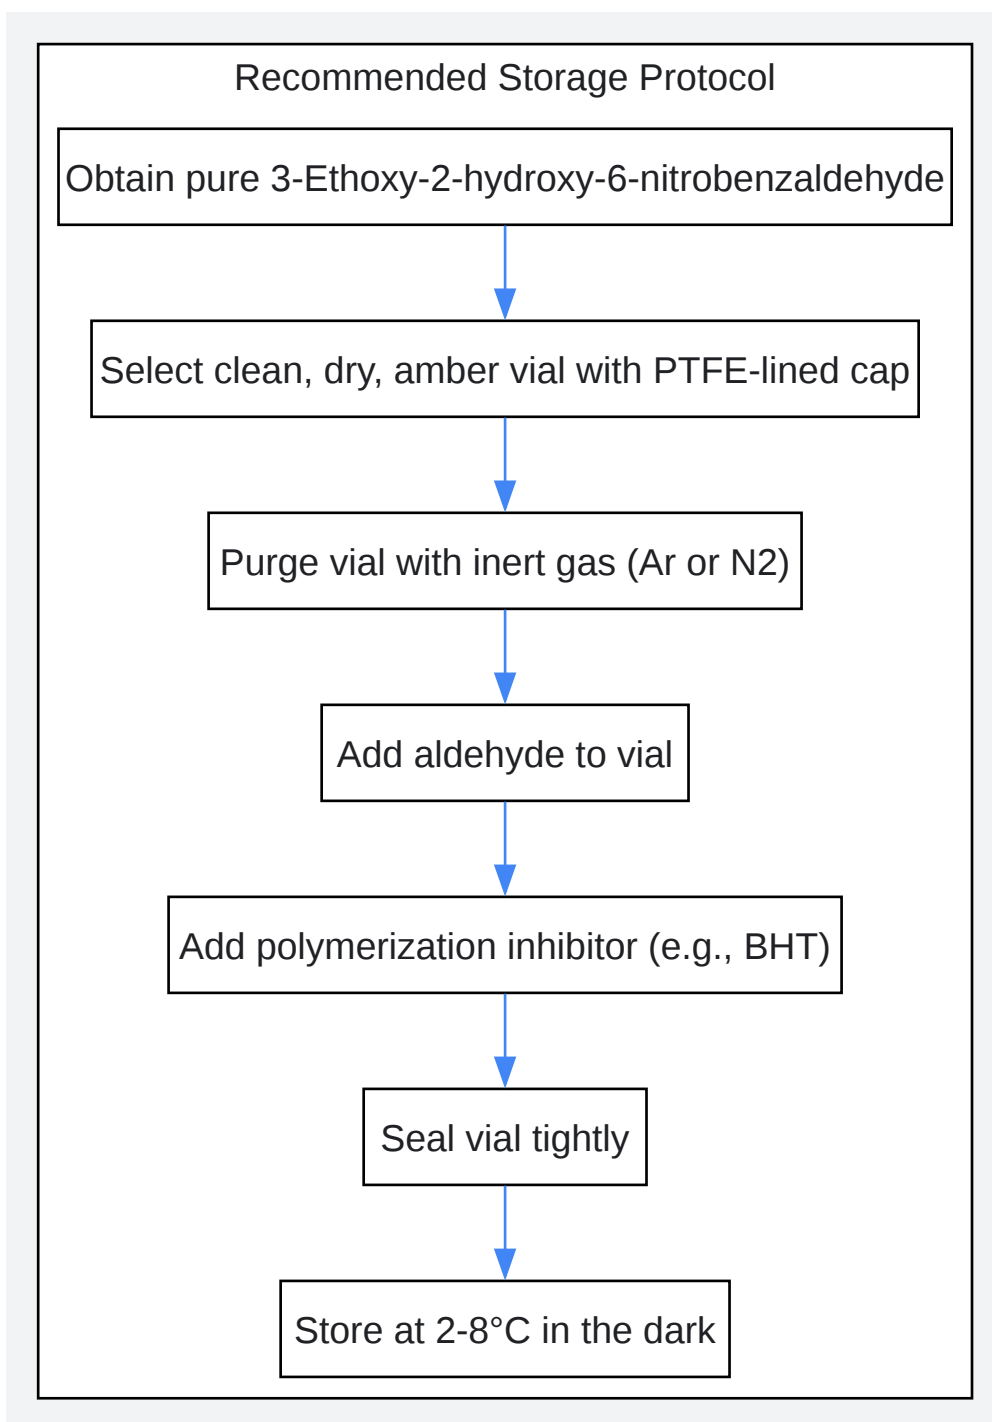 Recommended Storage Protocol
Obtain pure 3-Ethoxy-2-hydroxy-6-nitrobenzaldehyde
Select clean, dry, amber vial with PTFE-lined cap
Purge vial with inert gas (Ar or N2)
Add aldehyde to vial
Add polymerization inhibitor (e.g., BHT)
Seal vial tightly
Store at 2-8°C in the dark